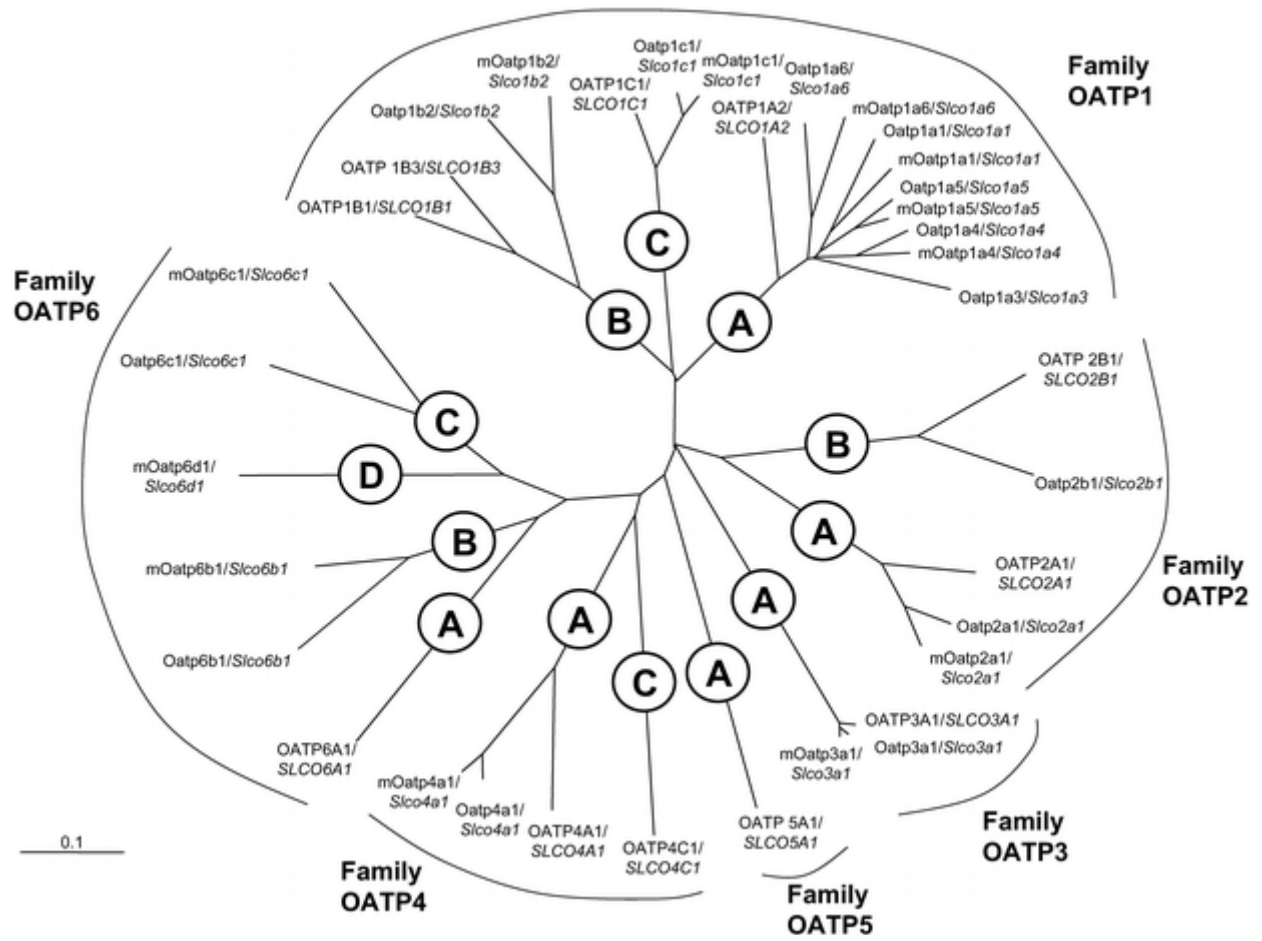 Family
OATP1
mOatp1b2/
Slco1b2
Oatp1b2/Slco1b2
OATP 1B3/SLCO1B3
OATP1B1/SLCO1B1
Oatp1c1/
Slco1c1
mOatp1c1/
Slco1c1
OATP1C1/
SLCO1C1
OATP1A2/
SLCO1A2
Oatp1a6/
Slco1a6
mOatp1a6/Slco1a6
Oatp1a1/Slco1a1
mOatp1a1/Slco1a1
Oatp1a5/Slco1a5
mOatp1a5/Slco1a5
Oatp1a4/Slco1a4
mOatp1a4/Slco1a4
Oatp1a3/Slco1a3
C
B
A
Family
OATP6
mOatp6c1/Slco6c1
Oatp6c1/Slco6c1
mOatp6d1/
Slco6d1
mOatp6b1/Slco6b1
Oatp6b1/Slco6b1
OATP6A1/
SLCO6A1
C
D
B
A
OATP 2B1/
SLCO2B1
Oatp2b1/Slco2b1
OATP2A1/
SLCO2A1
Oatp2a1/Slco2a1
mOatp2a1/
Slco2a1
B
A
Family
OATP2
A
OATP3A1/SLCO3A1
Oatp3a1/Slco3a1
mOatp3a1/
Slco3a1
Family
OATP3
A
OATP 5A1/
SLCO5A1
Family
OATP5
A
C
mOatp4a1/
Slco4a1
Oatp4a1/
Slco4a1
OATP4A1/
SLCO4A1
OATP4C1/
SLCO4C1
Family
OATP4
0.1